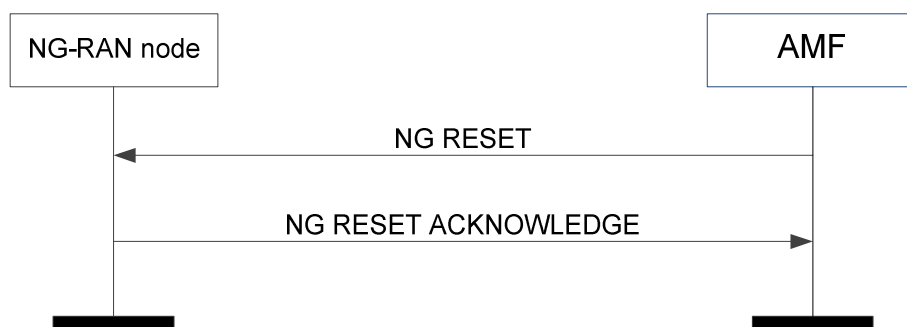 NG-RAN node
AMF
NG RESET
NG RESET ACKNOWLEDGE